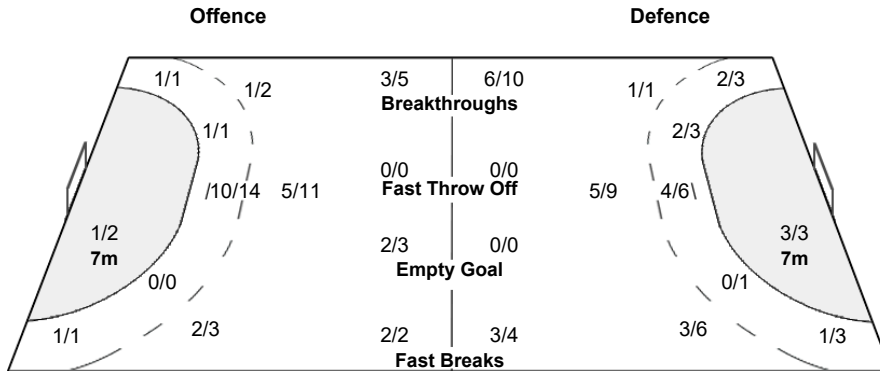 Offence Defence
1/1 3/5 6/10 2/3
1/2 1/1
Breakthroughs
1/1 2/3
0/0 0/0
10/14 5/11 Fast Throw Off 5/9 4/6
1/2 3/3
7m 2/3 0/0 7m
Empty Goal
0/0 0/1
2/3 3/6
1/1 2/2 3/4 1/3
Fast Breaks